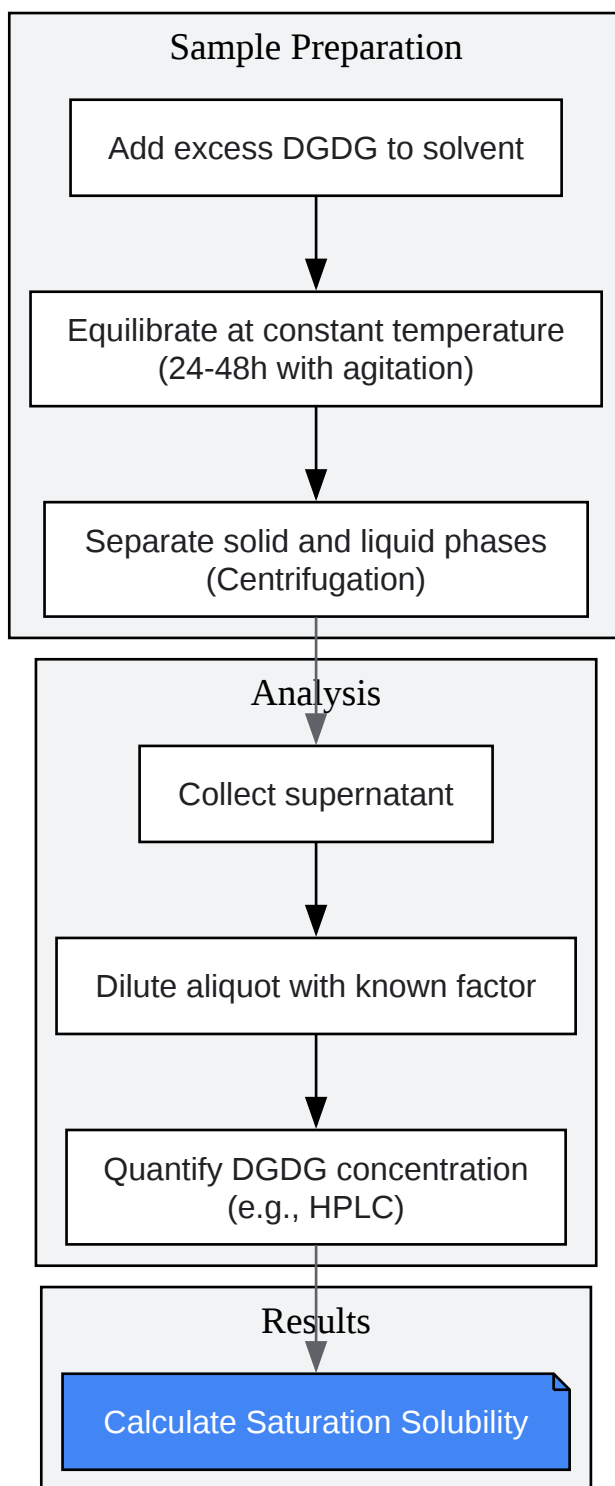 Sample Preparation
Add excess DGDG to solvent
Equilibrate at constant temperature
(24-48h with agitation)
Separate solid and liquid phases
(Centrifugation)
Analysis
Collect supernatant
Dilute aliquot with known factor
Quantify DGDG concentration
(e.g., HPLC)
Results
Calculate Saturation Solubility